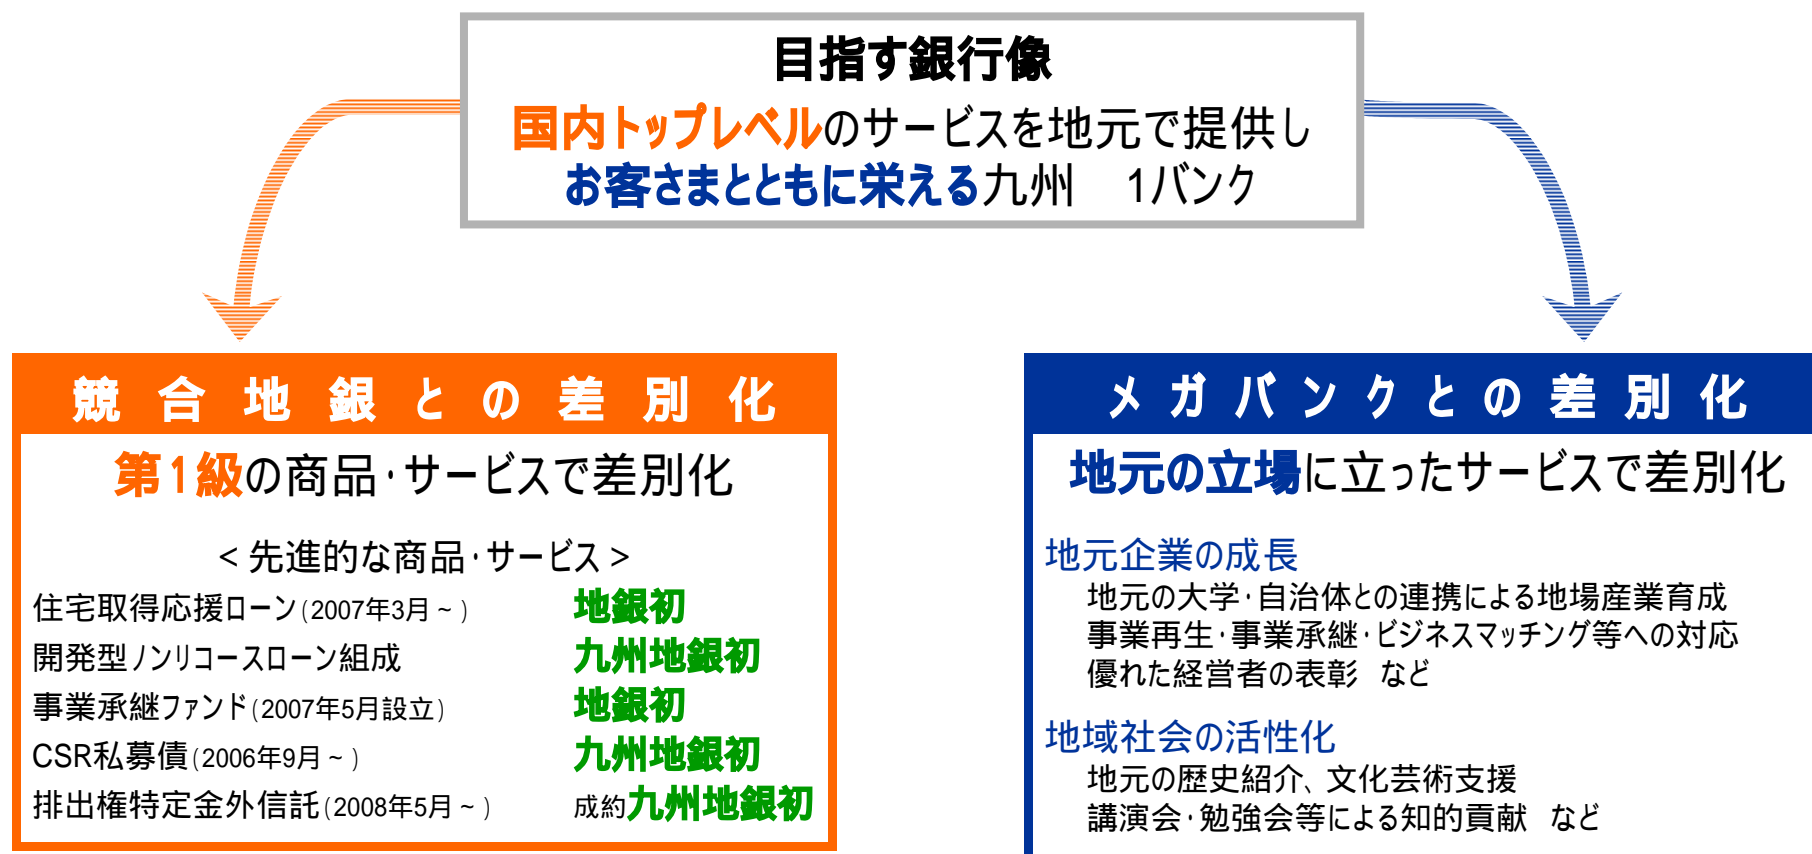 目指す銀行像
国内トップレベルのサービスを地元で提供し
お客さまとともに栄える九州　1バンク
競合地銀との差別化
第1級の商品・サービスで差別化
<先進的な商品・サービス>
住宅取得応援ローン(2007年3月~) 地銀初
開発型ノンリコースローン組成 九州地銀初
事業承継ファンド(2007年5月設立) 地銀初
CSR私募債(2006年9月~) 九州地銀初
排出権特定金外信託(2008年5月~) 成約九州地銀初
メガバンクとの差別化
地元の立場に立ったサービスで差別化
地元企業の成長
地元の大学・自治体との連携による地場産業育成
事業再生・事業承継・ビジネスマッチング等への対応
優れた経営者の表彰 など
地域社会の活性化
地元の歴史紹介、文化芸術支援
講演会・勉強会等による知的貢献 など